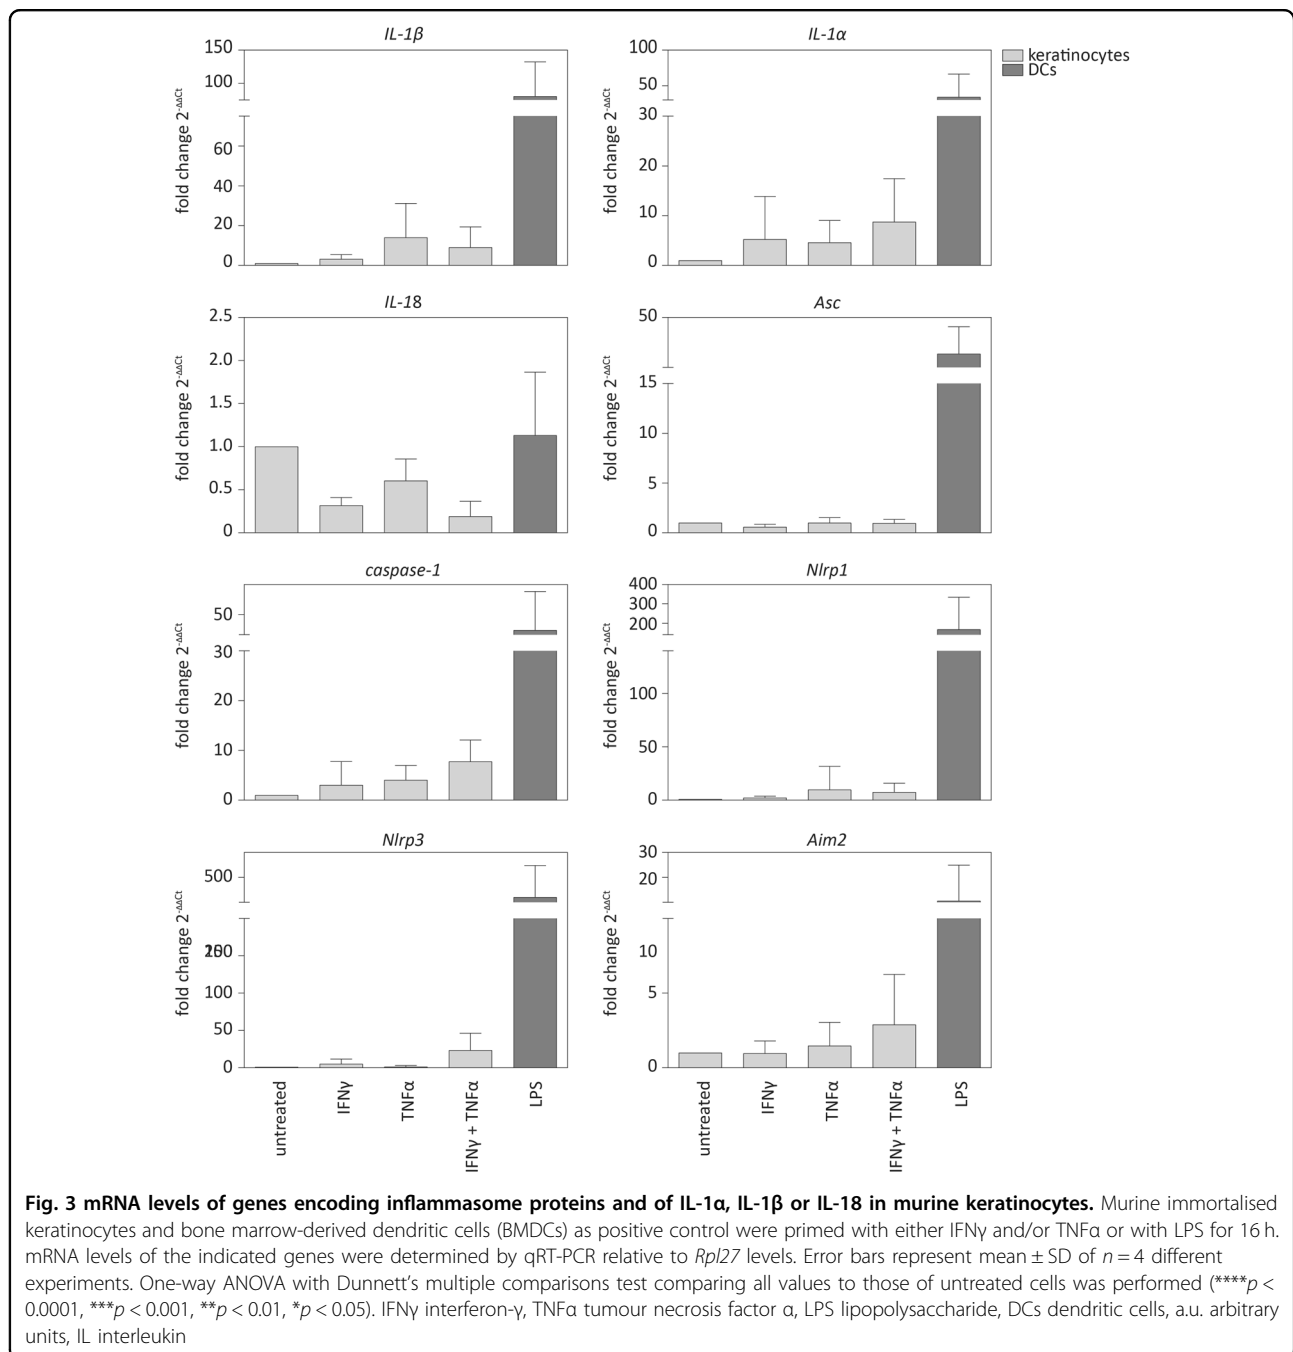 IL-1β
IL-1α
keratinocytes
DCs
fold change 2-ΔΔCt
150
100
60
40
20
0
fold change 2-ΔΔCt
100
50
30
20
10
0
IL-18
Asc
fold change 2-ΔΔCt
2.5
2.0
1.5
1.0
0.5
0
fold change 2-ΔΔCt
50
15
10
5
0
caspase-1
Nlrp1
fold change 2-ΔΔCt
50
30
20
10
0
fold change 2-ΔΔCt
400
300
200
100
50
0
Nlrp3
Aim2
fold change 2-ΔΔCt
500
100
50
0
fold change 2-ΔΔCt
30
20
10
5
0
untreated
IFNγ
TNFα
IFNγ + TNFα
LPS
untreated
IFNγ
TNFα
IFNγ + TNFα
LPS
Fig. 3 mRNA levels of genes encoding inflammasome proteins and of IL-1α, IL-1β or IL-18 in murine keratinocytes. Murine immortalised
keratinocytes and bone marrow-derived dendritic cells (BMDCs) as positive control were primed with either IFNγ and/or TNFα or with LPS for 16 h.
mRNA levels of the indicated genes were determined by qRT-PCR relative to Rpl27 levels. Error bars represent mean ± SD of n = 4 different
experiments. One-way ANOVA with Dunnett's multiple comparisons test comparing all values to those of untreated cells was performed (****p <
0.0001, ***p < 0.001, **p < 0.01, *p < 0.05). IFNγ interferon-γ, TNFα tumour necrosis factor α, LPS lipopolysaccharide, DCs dendritic cells, a.u. arbitrary
units, IL interleukin